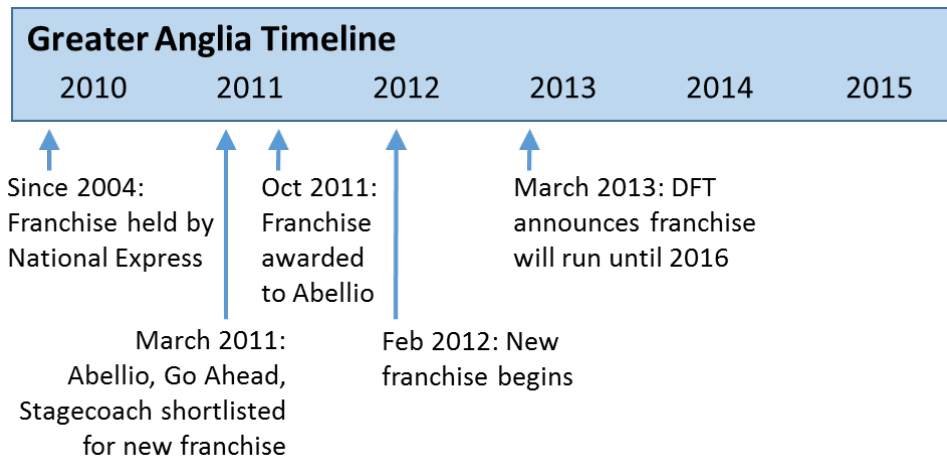 Greater Anglia Timeline
2010 2011 2012 2013 2014 2015
Since 2004:
Franchise held by
National Express
Oct 2011:
Franchise
awarded
to Abellio
March 2013: DFT
announces franchise
will run until 2016
March 2011:
Abellio, Go Ahead,
Stagecoach shortlisted
for new franchise
Feb 2012: New
franchise begins